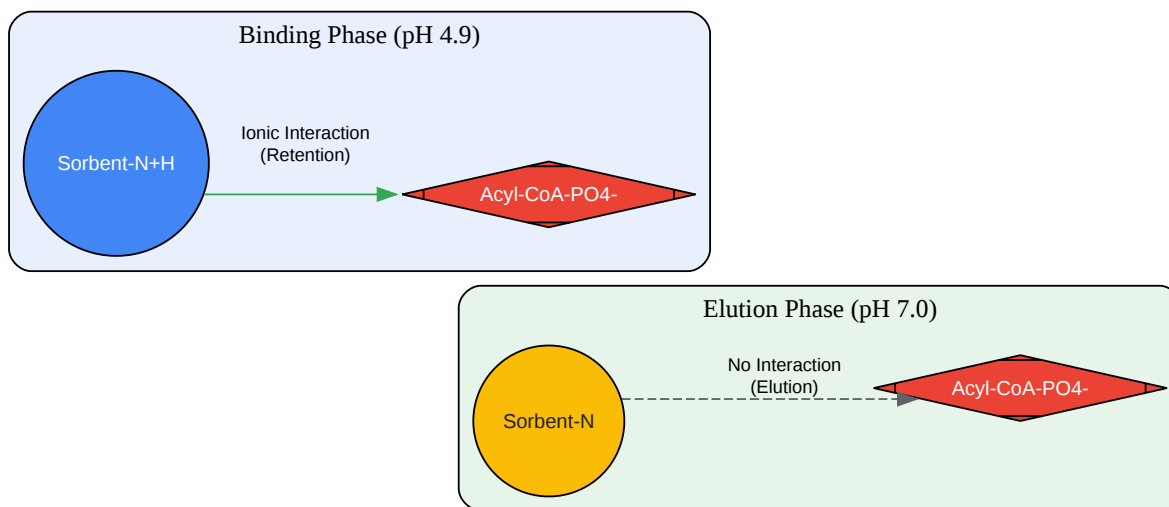 Binding Phase (pH 4.9)
Ionic Interaction
(Retention)
Sorbent-N+H
Acyl-CoA-PO4-
Elution Phase (pH 7.0)
No Interaction
(Elution)
Sorbent-N
Acyl-CoA-PO4-